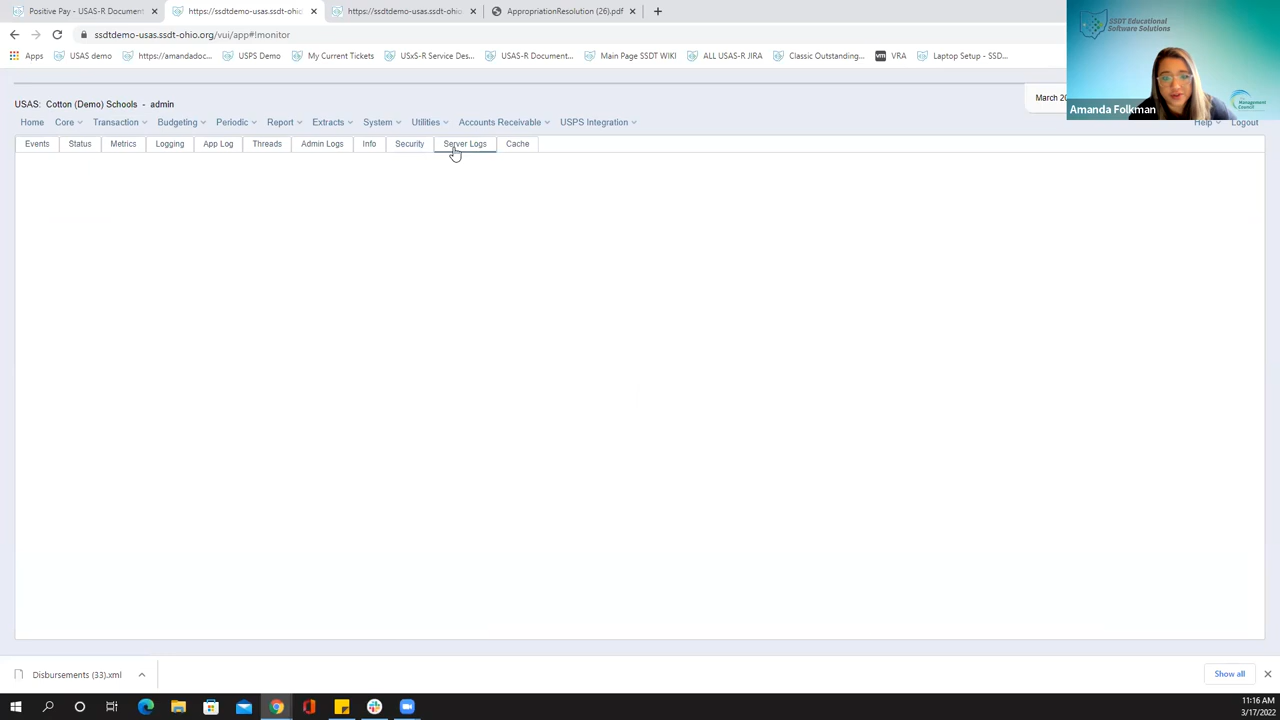 Positive Pay - USAS-R Document
https://ssdtdemo-usas.ssdt-ohio
https://ssdtdemo-usas.ssdt-ohio
AppropriationResolution (26).pdf
ssdtdemo-usas.ssdt-ohio.org/vui/app#!monitor
Apps
USAS demo
https://amandadoc...
USPS Demo
My Current Tickets
USxS-R Service Des...
USAS-R Document...
Main Page SSDT WIKI
ALL USAS-R JIRA
Classic Outstanding...
vm VRA
Laptop Setup - SSD...
SSDT Educational
Software Solutions
Management
Council
Amanda Folkman
USAS: Cotton (Demo) Schools - admin
March 20
Home Core Transaction Budgeting Periodic Report Extracts System Utilities Accounts Receivable USPS Integration Help Logout
Events Status Metrics Logging App Log Threads Admin Logs Info Security Server Logs Cache
Disbursements (33).xml
Show all
11:16 AM
3/17/2022